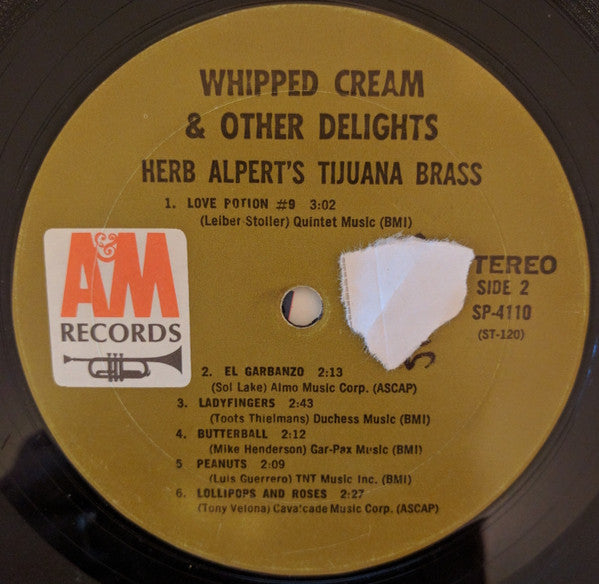 WHIPPED CREAM
& OTHER DELIGHTS
HERB ALPERT'S TIJUANA BRASS
1. LOVE POTION #9 3:02
(Leiber Stoller) Quintet Music (BMI)
A&M
RECORDS
TEREO
SIDE 2
SP-4110
(ST-120)
2. EL GARBANZO 2:13
(Sol Lake) Almo Music Corp. (ASCAP)
3. LADYFINGERS 2:43
(Toots Thielmans) Duchess Music (BMI)
4. BUTTERBALL 2:12
(Mike Henderson) Gar-Pax Music (BMI)
5 PEANUTS 2:09
(Luis Guerrero) TNT Music Inc. (BMI)
6. LOLLIPOPS AND ROSES 2:27
(Tony Velona) Cavalcade Music Corp. (ASCAP)